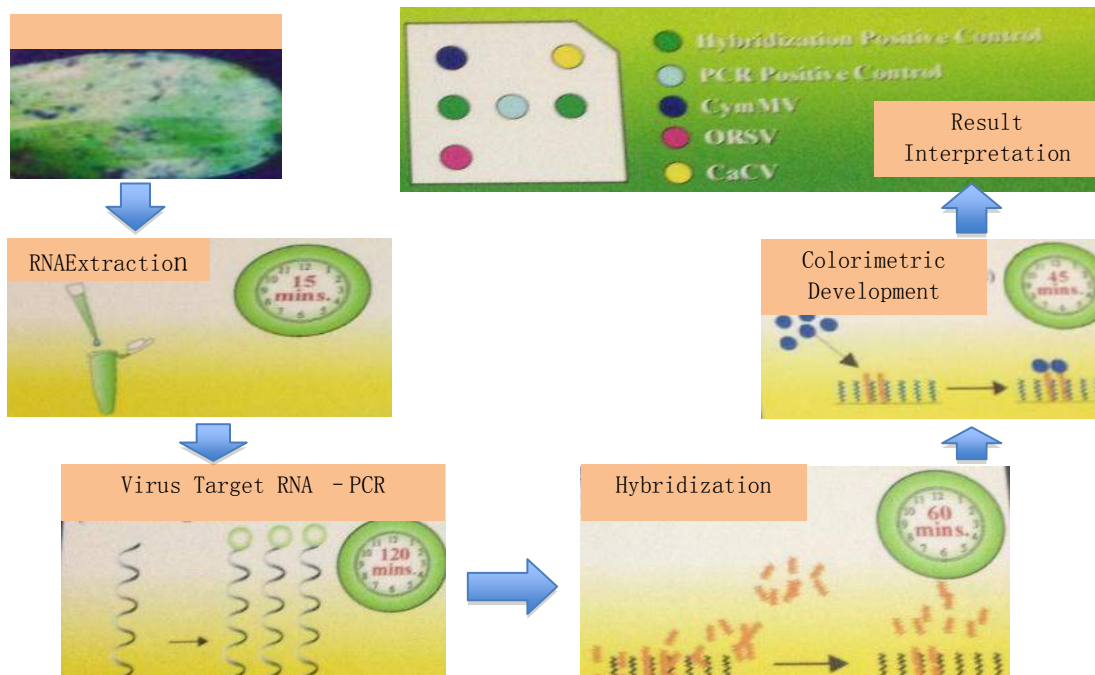 RNAExtraction
15
mins.
Virus Target RNA - PCR
120
mins.
Hybridization
60
mins.
Colorimetric
Development
45
mins.
Result
Interpretation
Hybridization Positive Control
PCR Positive Control
CymMV
ORSV
CaCV